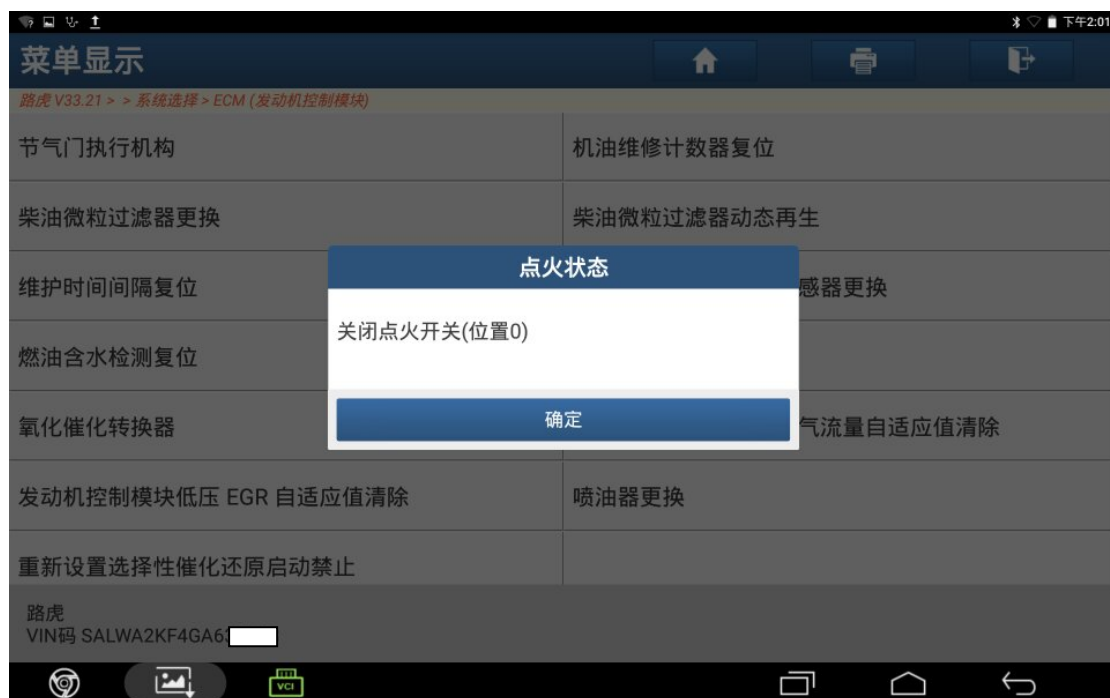 下午2:01
菜单显示
路虎 V33.21 > > 系统选择 > ECM (发动机控制模块)
节气门执行机构
机油维修计数器复位
柴油微粒过滤器更换
柴油微粒过滤器动态再生
点火状态
维护时间间隔复位
感器更换
关闭点火开关(位置0)
燃油含水检测复位
确定
氧化催化转换器
气流量自适应值清除
发动机控制模块低压 EGR 自适应值清除
喷油器更换
重新设置选择性催化还原启动禁止
路虎
VIN码 SALWA2KF4GA6
VCI